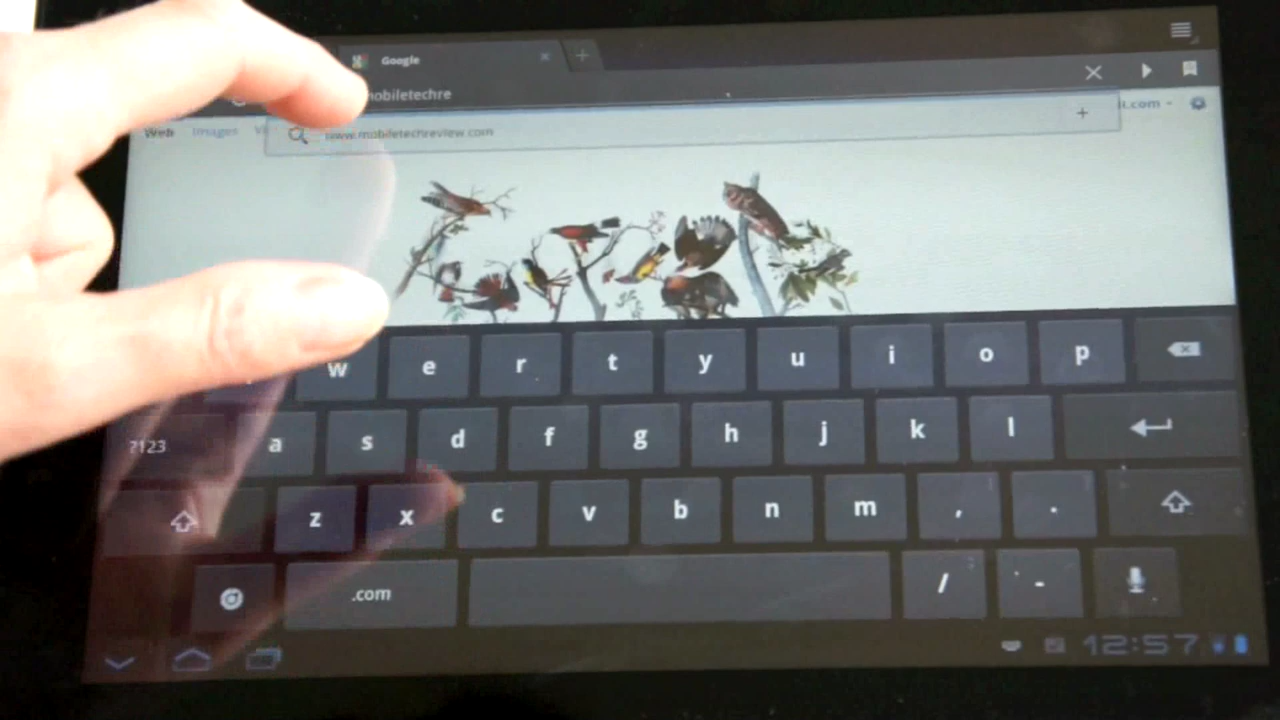 Google
mobiletechre
www.mobiletechreview.com
Web Images
w e r t y u i o p
?123 a s d f g h j k l
z x c v b n m , .
.com / -
12:57